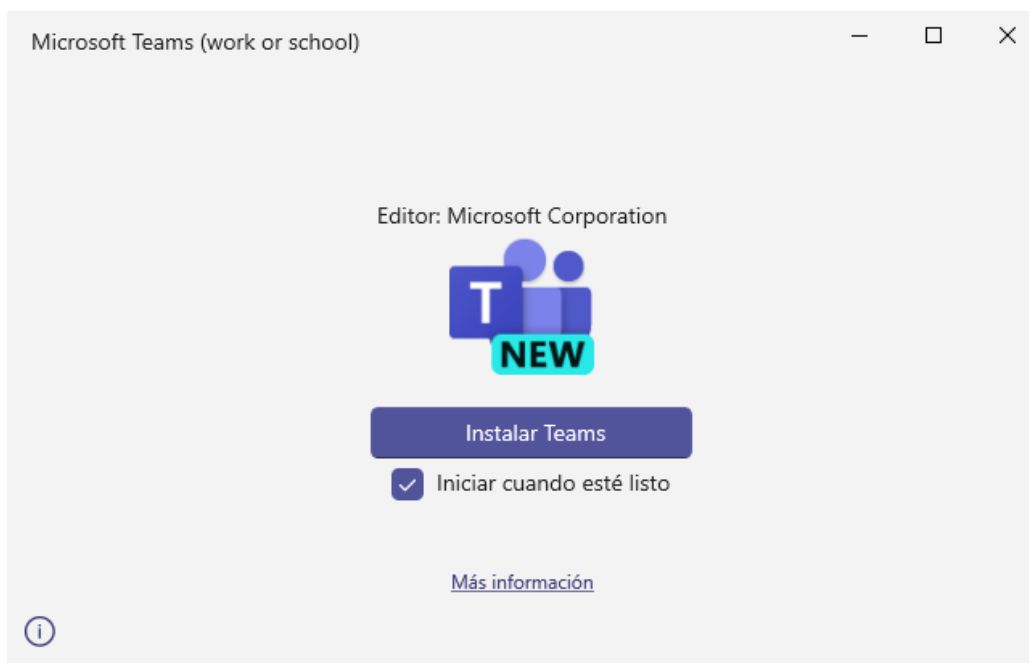 Microsoft Teams (work or school)
Editor: Microsoft Corporation
T
NEW
Instalar Teams
Iniciar cuando esté listo
Más información